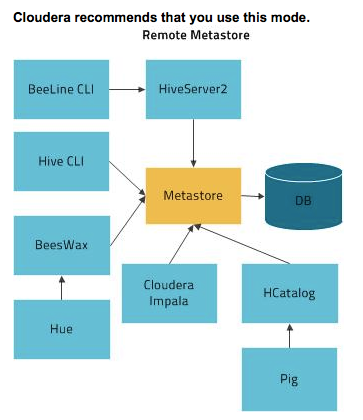 Cloudera recommends that you use this mode.
Remote Metastore
BeeLine CLI
HiveServer2
Hive CLI
Metastore
DB
BeesWax
Cloudera
Impala
HCatalog
Hue
Pig